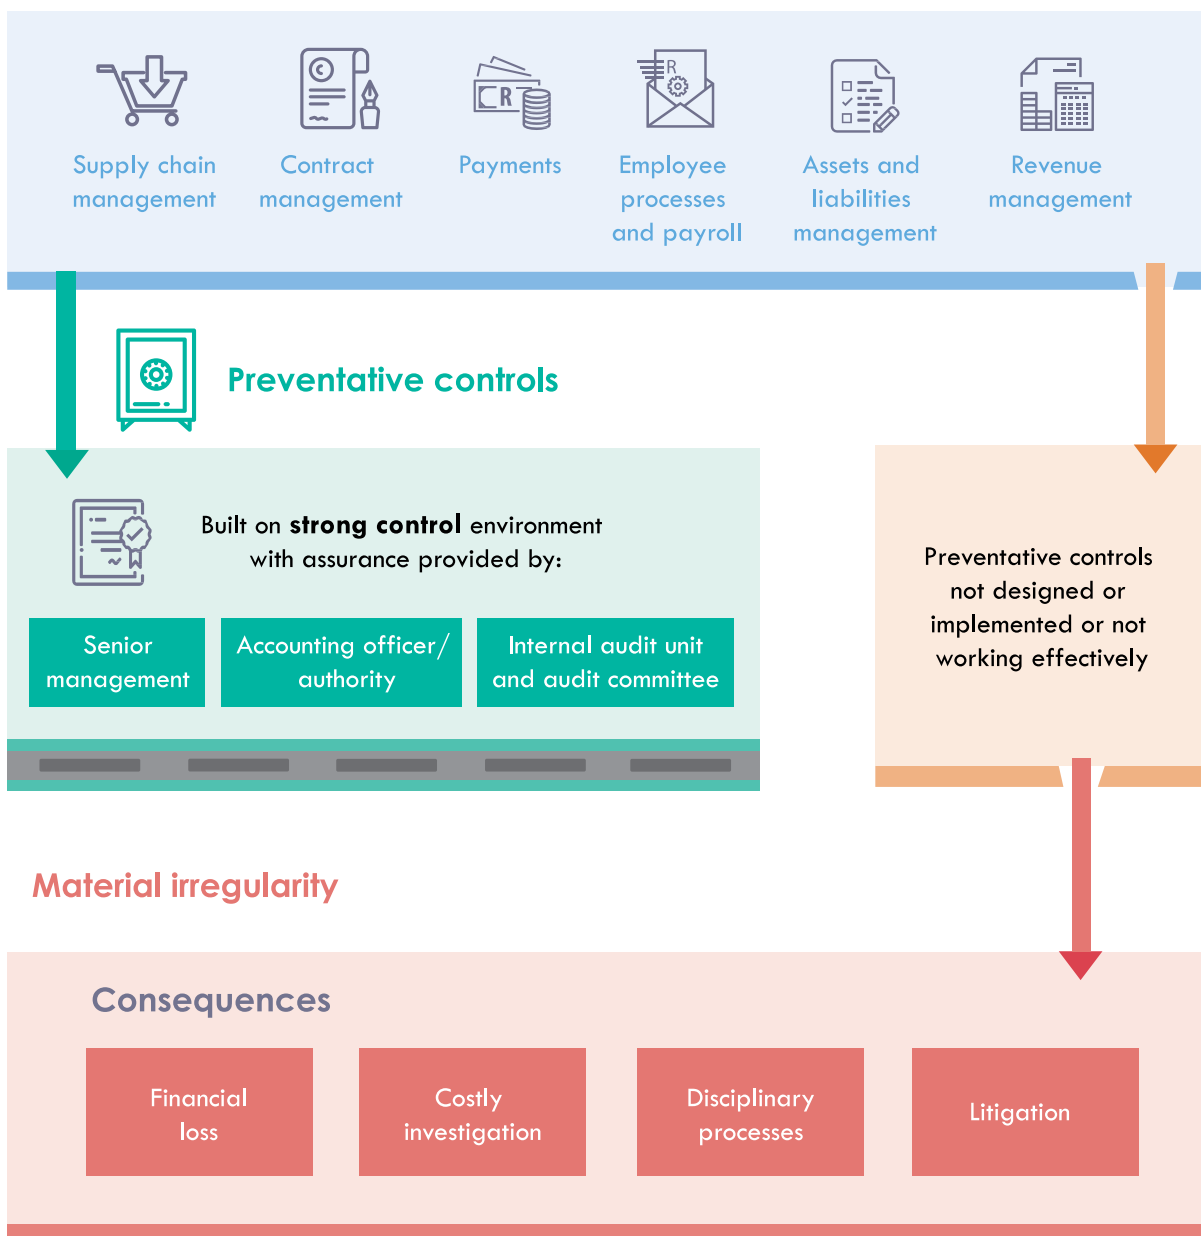 Supply chain
management
Contract
management
Payments
Employee
processes
and payroll
Assets and
liabilities
management
Revenue
management
R
R
Preventative controls
Built on strong control environment
with assurance provided by:
Senior
management
Accounting officer/
authority
Internal audit unit
and audit committee
Preventative controls
not designed or
implemented or not
working effectively
Material irregularity
Consequences
Financial
loss
Costly
investigation
Disciplinary
processes
Litigation